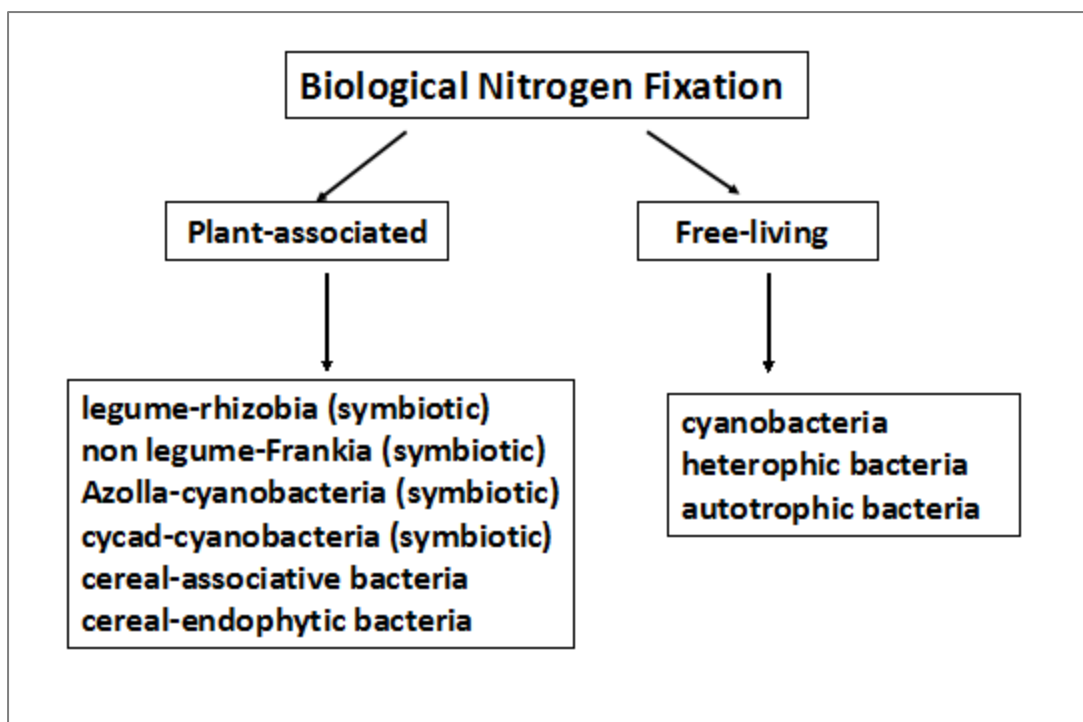 Biological Nitrogen Fixation
Plant-associated
Free-living
legume-rhizobia (symbiotic)
non legume-Frankia (symbiotic)
Azolla-cyanobacteria (symbiotic)
cycad-cyanobacteria (symbiotic)
cereal-associative bacteria
cereal-endophytic bacteria
cyanobacteria
heterophic bacteria
autotrophic bacteria